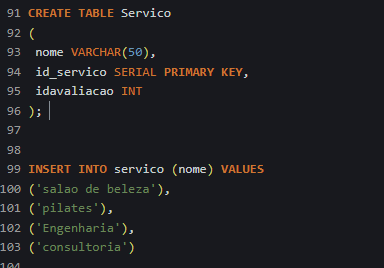 91 CREATE TABLE Servico
92 (
93 nome VARCHAR(50),
94 id_servico SERIAL PRIMARY KEY,
95 idavaliacao INT
96 );
97
98
99 INSERT INTO servico (nome) VALUES
100 ('salao de beleza'),
101 ('pilates'),
102 ('Engenharia'),
103 ('consultoria')
104